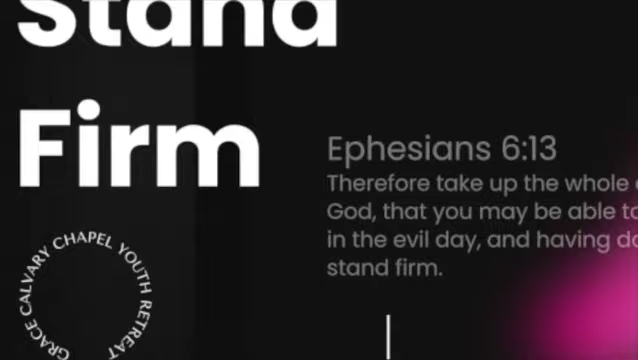 Stand
Firm
Ephesians 6:13
Therefore take up the whole
God, that you may be able to
in the evil day, and having
stand firm.
GRACE CALVARY CHAPEL YOUTH RETREAT